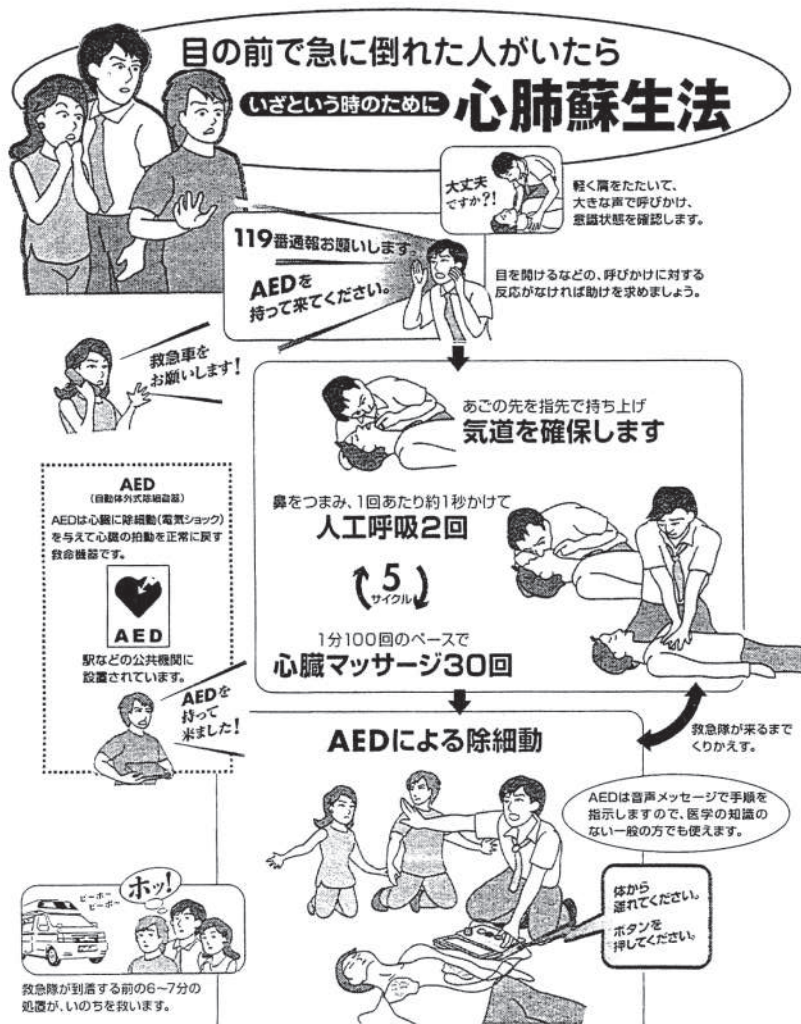 目の前で急に倒れた人がいたら
いざという時のために 心肺蘇生法
大丈夫
ですか?!
軽く肩をたたいて、
大きな声で呼びかけ、
意識状態を確認します。
119番通報お願いします。
AEDを
持って来てください。
目を開けるなどの、呼びかけに対する
反応がなければ助けを求めましょう。
救急車を
お願いします!
あごの先を指先で持ち上げ
気道を確保します
鼻をつまみ、1回あたり約1秒かけて
人工呼吸2回
5
サイクル
1分100回のペースで
心臓マッサージ30回
AED
(自動体外式除細動器)
AEDは心臓に除細動(電気ショック)
を与えて心臓の拍動を正常に戻す
救命機器です。
AED
駅などの公共機関に
設置されています。
AEDを
持って
来ました!
救急隊が来るまで
くりかえす。
AEDによる除細動
AEDは音声メッセージで手順を
指示しますので、医学の知識の
ない一般の方でも使えます。
体から
離れてください。
ボタンを
押してください。
ピーポー
ピーポー
ホッ!
救急隊が到着する前の6~7分の
処置が、いのちを救います。